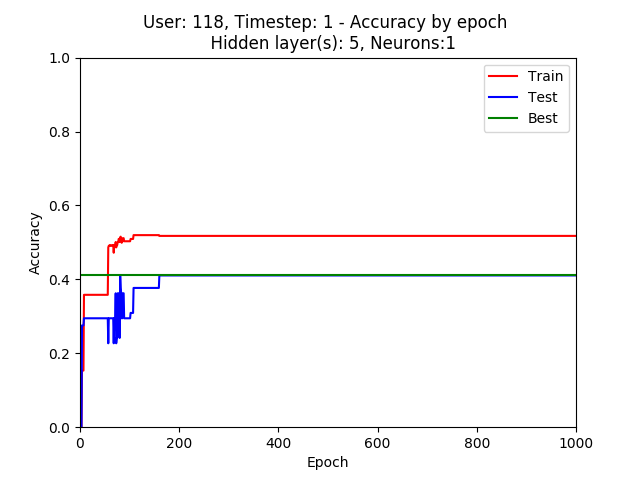 User: 118, Timestep: 1 - Accuracy by epoch
Hidden layer(s): 5, Neurons:1
1.0
0.8
0.6
0.4
0.2
0.0
Accuracy
Train
Test
Best
0 200 400 600 800 1000
Epoch